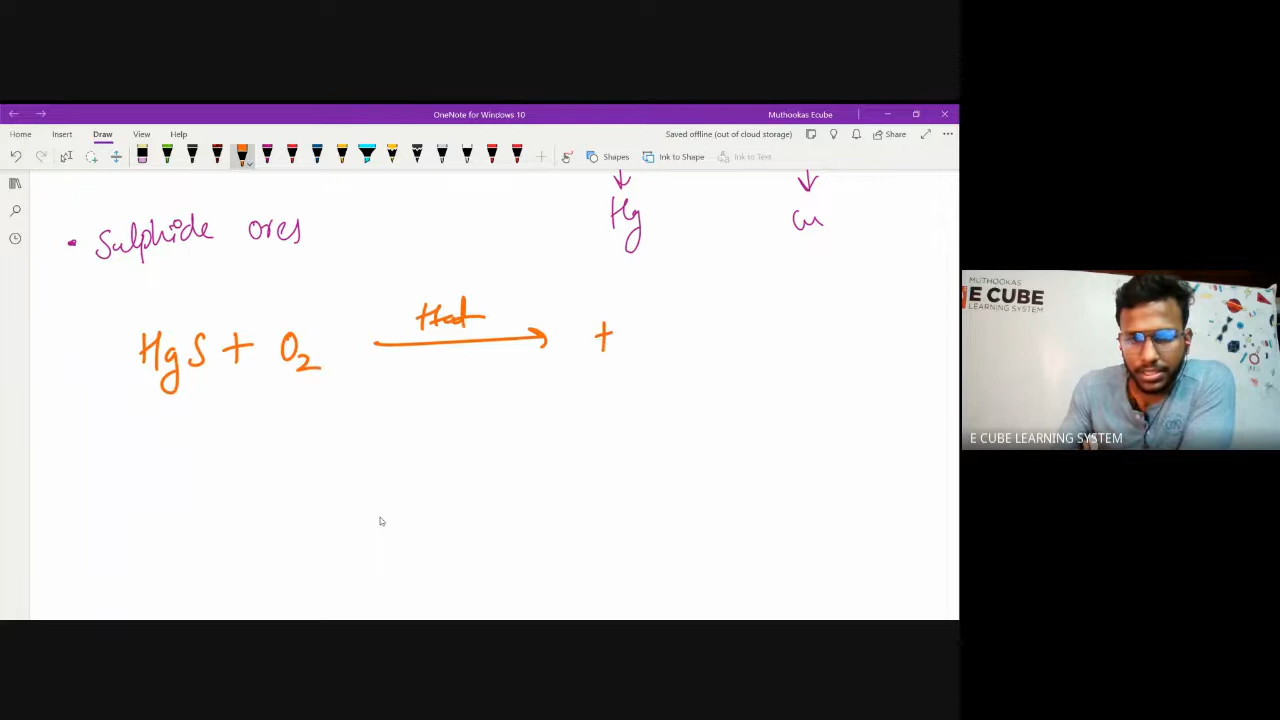 OneNote for Windows 10
Muthookas Ecube
Home Insert Draw View Help
Saved offline (out of cloud storage)
Share
Shapes
Ink to Shape
Ink to Text
Hg
Cu
• Sulphide ores
Heat
HgS + O2 → +
MUTHOOKAS
E CUBE
LEARNING SYSTEM
E CUBE LEARNING SYSTEM